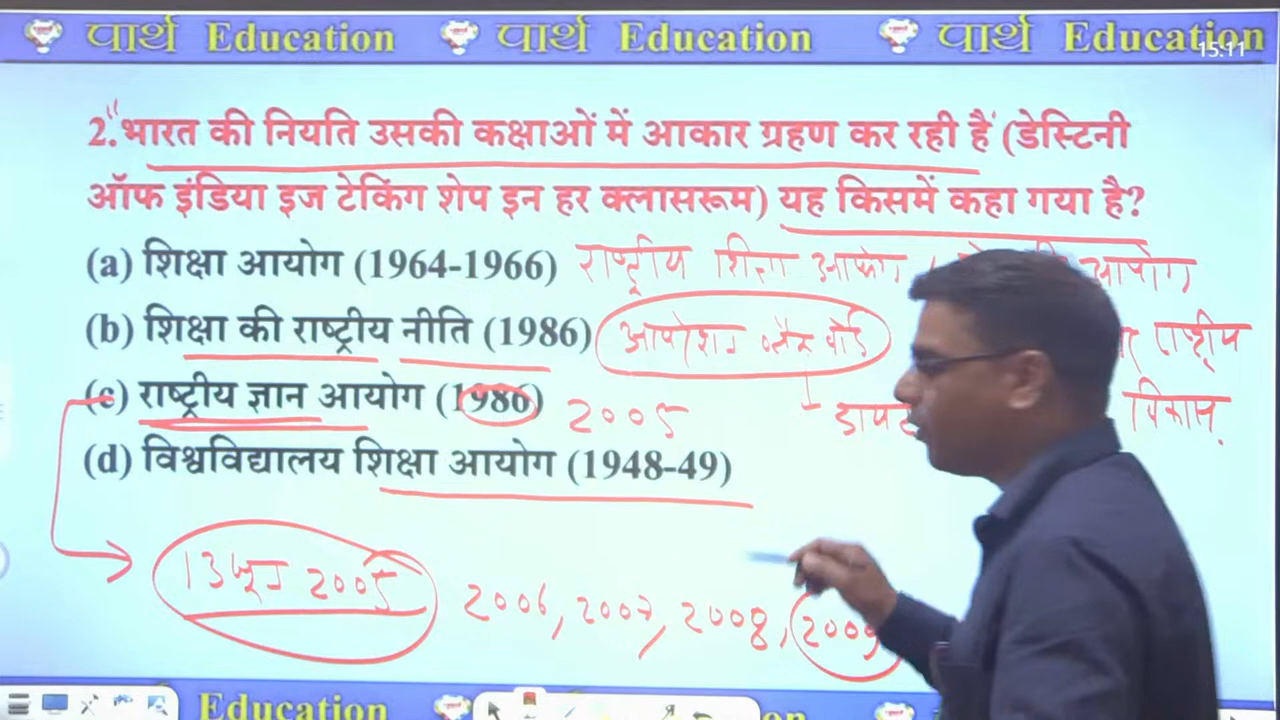 पार्थ Education पार्थ Education पार्थ Education
15:11
2. "भारत की नियति उसकी कक्षाओं में आकार ग्रहण कर रही है" (डेस्टिनी
ऑफ इंडिया इज टेकिंग शेप इन हर क्लासरूम) यह किसमें कहा गया है?
(a) शिक्षा आयोग (1964-1966) राष्ट्रीय शिक्षा आयोग आयोग
(b) शिक्षा की राष्ट्रीय नीति (1986) राष्ट्रीय
(c) राष्ट्रीय ज्ञान आयोग (1986) 2005 विकास
(d) विश्वविद्यालय शिक्षा आयोग (1948-49)
13 जून 2005 2006, 2007, 2008, 2009
Education